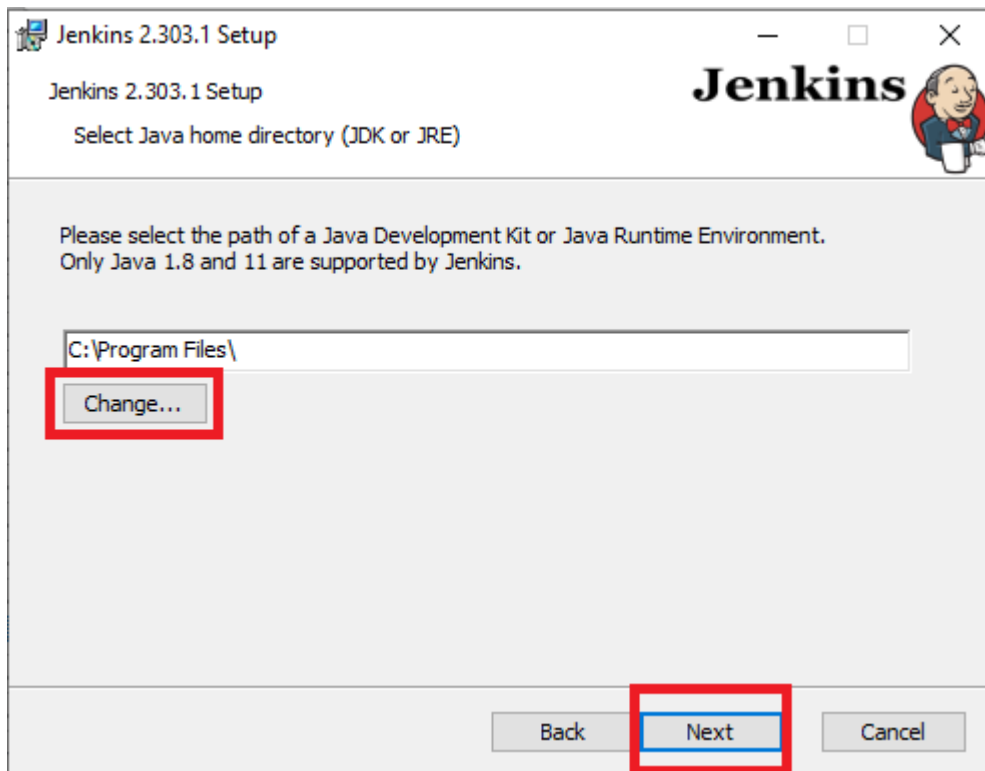 Jenkins 2.303.1 Setup
Jenkins 2.303.1 Setup
Jenkins
Select Java home directory (JDK or JRE)
Please select the path of a Java Development Kit or Java Runtime Environment.
Only Java 1.8 and 11 are supported by Jenkins.
C:\Program Files\
Change...
Back
Next
Cancel